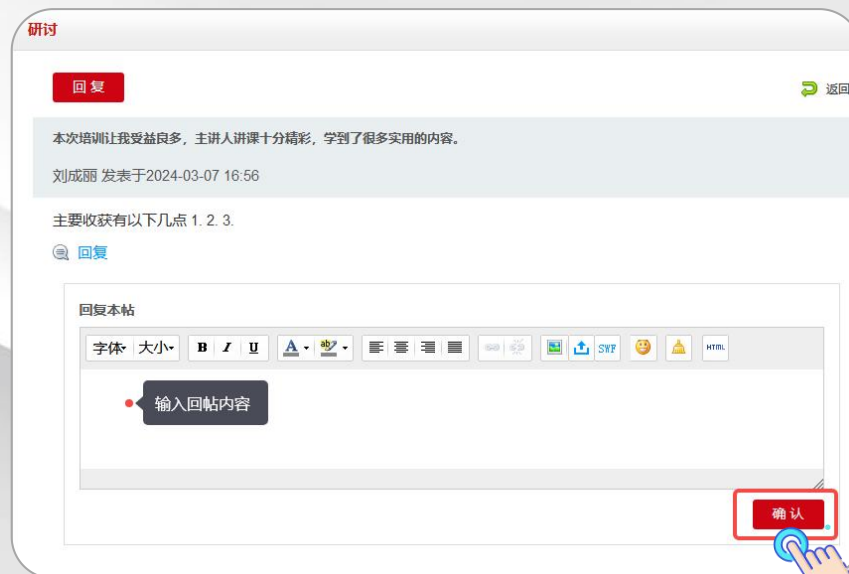 研讨
回复
返回
本次培训让我受益良多，主讲人讲课十分精彩，学到了很多实用的内容。
刘成丽 发表于2024-03-07 16:56
主要收获有以下几点 1. 2. 3.
回复
回复本帖
字体 大小 B I U A ab SWF HTML
输入回帖内容
确认